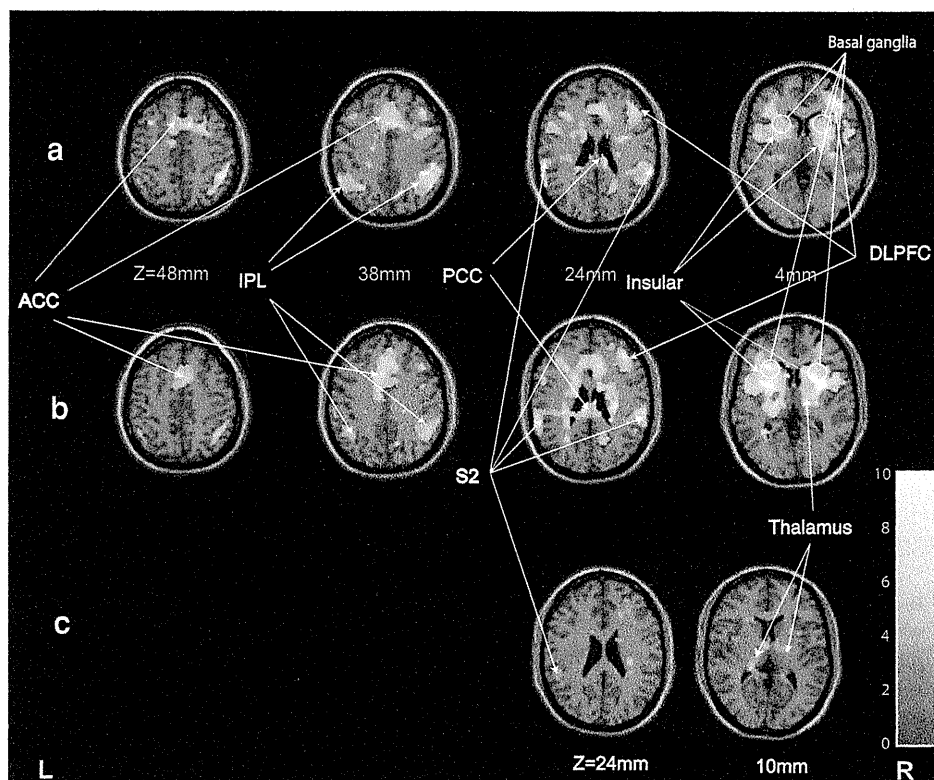 Basal ganglia
a
DLPFC
Z=48mm
IPL
38mm
PCC
24mm
Insular
4mm
ACC
b
S2
10
Thalamus
8
6
c
4
2
0
L
Z=24mm
10mm
R